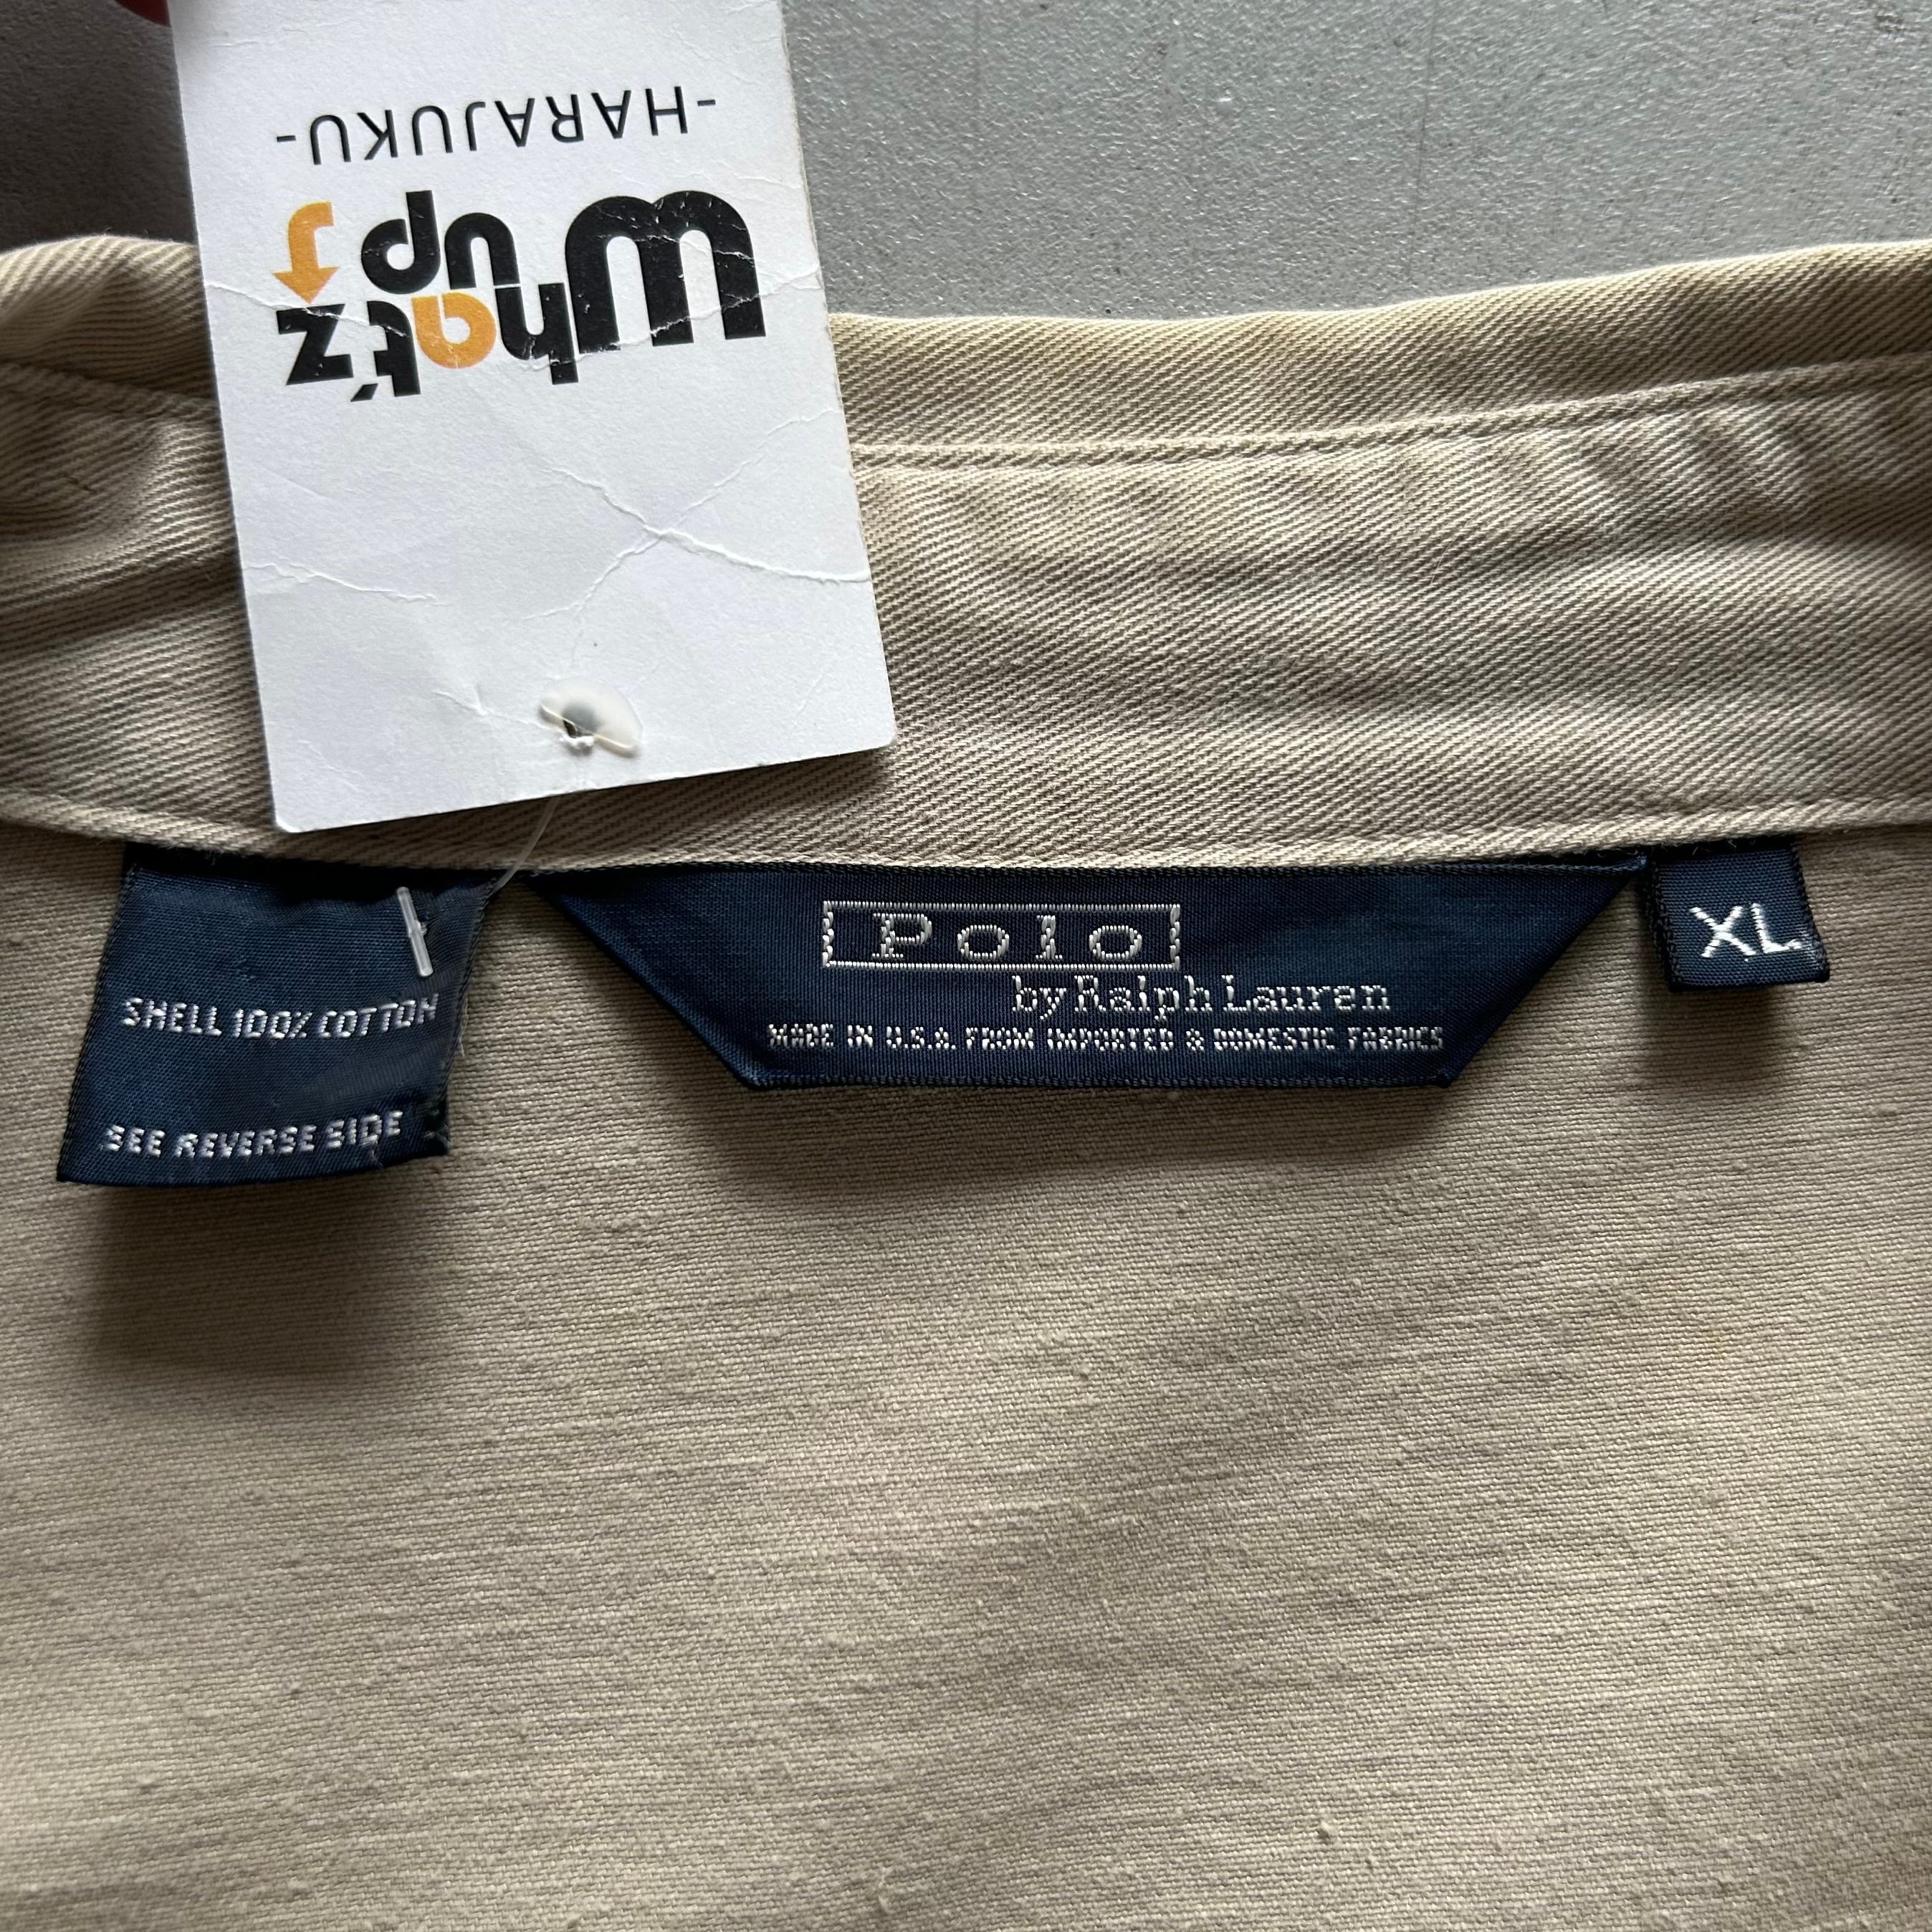 What'z
up
-HARAJUKU-
SHELL 100% COTTON
SEE REVERSE SIDE
Polo
by Ralph Lauren
MADE IN U.S.A. FROM IMPORTED & DOMESTIC FABRICS
XL